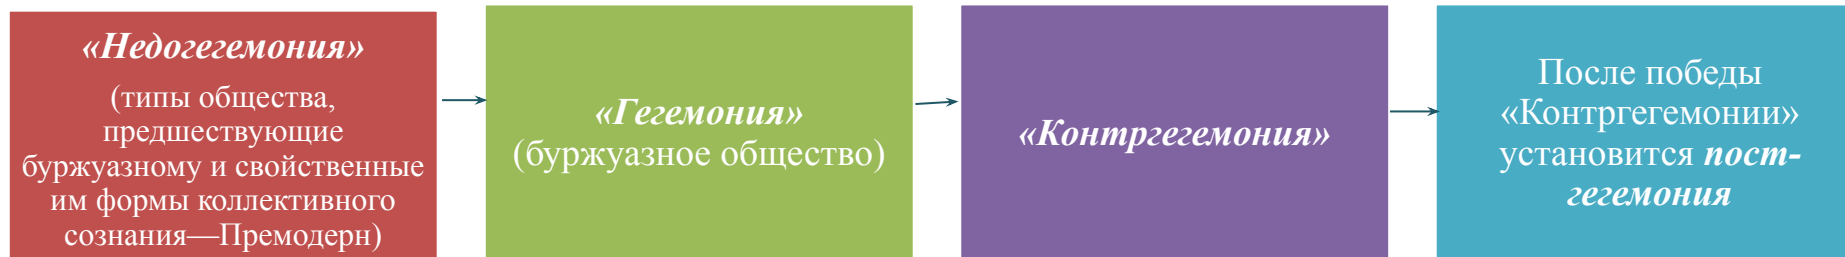 «Недогегемония»
(типы общества,
предшествующие
буржуазному и свойственные
им формы коллективного
сознания—Премодерн)
«Гегемония»
(буржуазное общество)
«Контргегемония»
После победы
«Контргегемонии»
установится пост-
гегемония